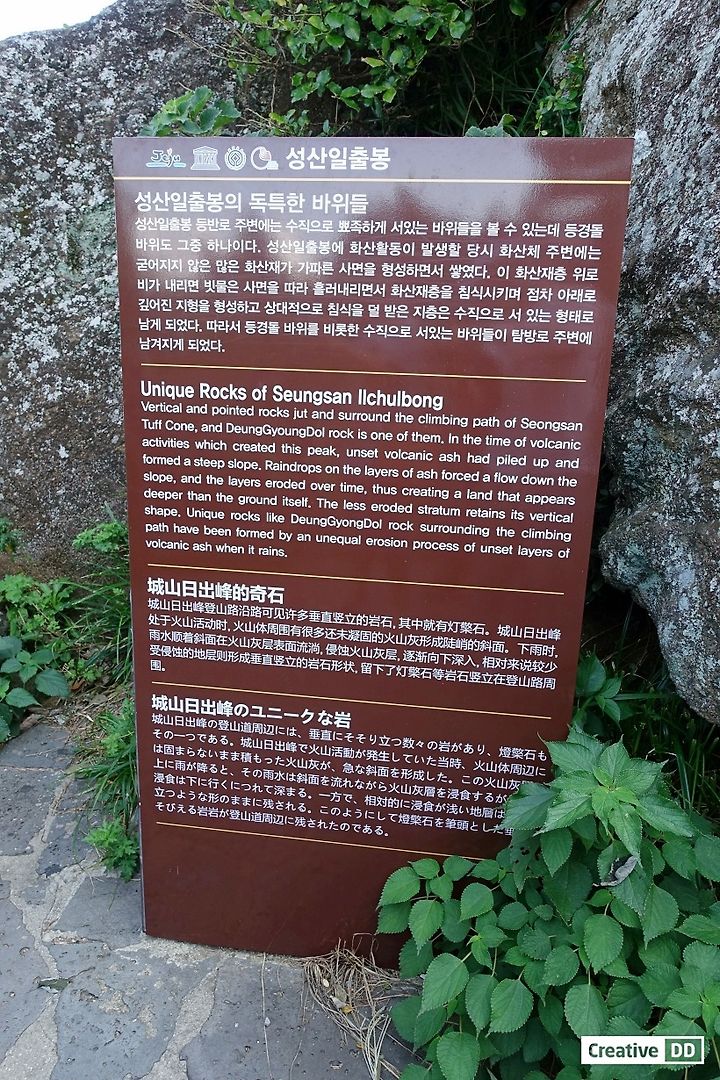 Jeju 성산일출봉
성산일출봉의 독특한 바위들
성산일출봉 등반로 주변에는 수직으로 뾰족하게 서있는 바위들을 볼 수 있는데 등경돌
바위도 그중 하나이다. 성산일출봉에 화산활동이 발생할 당시 화산체 주변에는
굳어지지 않은 많은 화산재가 가파른 사면을 형성하면서 쌓였다. 이 화산재층 위로
비가 내리면 빗물은 사면을 따라 흘러내리면서 화산재층을 침식시키며 점차 아래로
깊어진 지형을 형성하고 상대적으로 침식을 덜 받은 지층은 수직으로 서 있는 형태로
남게 되었다. 따라서 등경돌 바위를 비롯한 수직으로 서있는 바위들이 탐방로 주변에
남겨지게 되었다.
Unique Rocks of Seungsan Ilchulbong
Vertical and pointed rocks jut and surround the climbing path of Seongsan
Tuff Cone, and DeungGyoungDol rock is one of them. In the time of volcanic
activities which created this peak, unset volcanic ash had piled up and
formed a steep slope. Raindrops on the layers of ash forced a flow down the
slope, and the layers eroded over time, thus creating a land that appears
deeper than the ground itself. The less eroded stratum retains its vertical
shape. Unique rocks like DeungGyongDol rock surrounding the climbing
path have been formed by an unequal erosion process of unset layers of
volcanic ash when it rains.
城山日出峰的奇石
城山日出峰登山路沿路可见许多垂直竖立的岩石, 其中就有灯檠石。城山日出峰
处于火山活动时, 火山体周围有很多还未凝固的火山灰形成陡峭的斜面。下雨时,
雨水顺着斜面在火山灰层表面流淌, 侵蚀火山灰层, 逐渐向下深入, 相对来说较少
受侵蚀的地层则形成垂直竖立的岩石形状, 留下了灯檠石等岩石竖立在登山路周
围。
城山日出峰のユニークな岩
城山日出峰の登山道周辺には、垂直にそそり立つ数々の岩があり、燈檠石も
その一つである。城山日出峰で火山活動が発生していた当時、火山体周辺に
は固まらないまま積もった火山灰が、急な斜面を形成した。この火山灰
上に雨が降ると、その雨水は斜面を流れながら火山灰層を浸食するが
浸食は下に行くにつれて深まる。一方で、相対的に浸食が浅い地層は
立つような形のままに残される。このようにして燈檠石を筆頭とした
そびえる岩岩が登山道周辺に残されたのである。
Creative DD